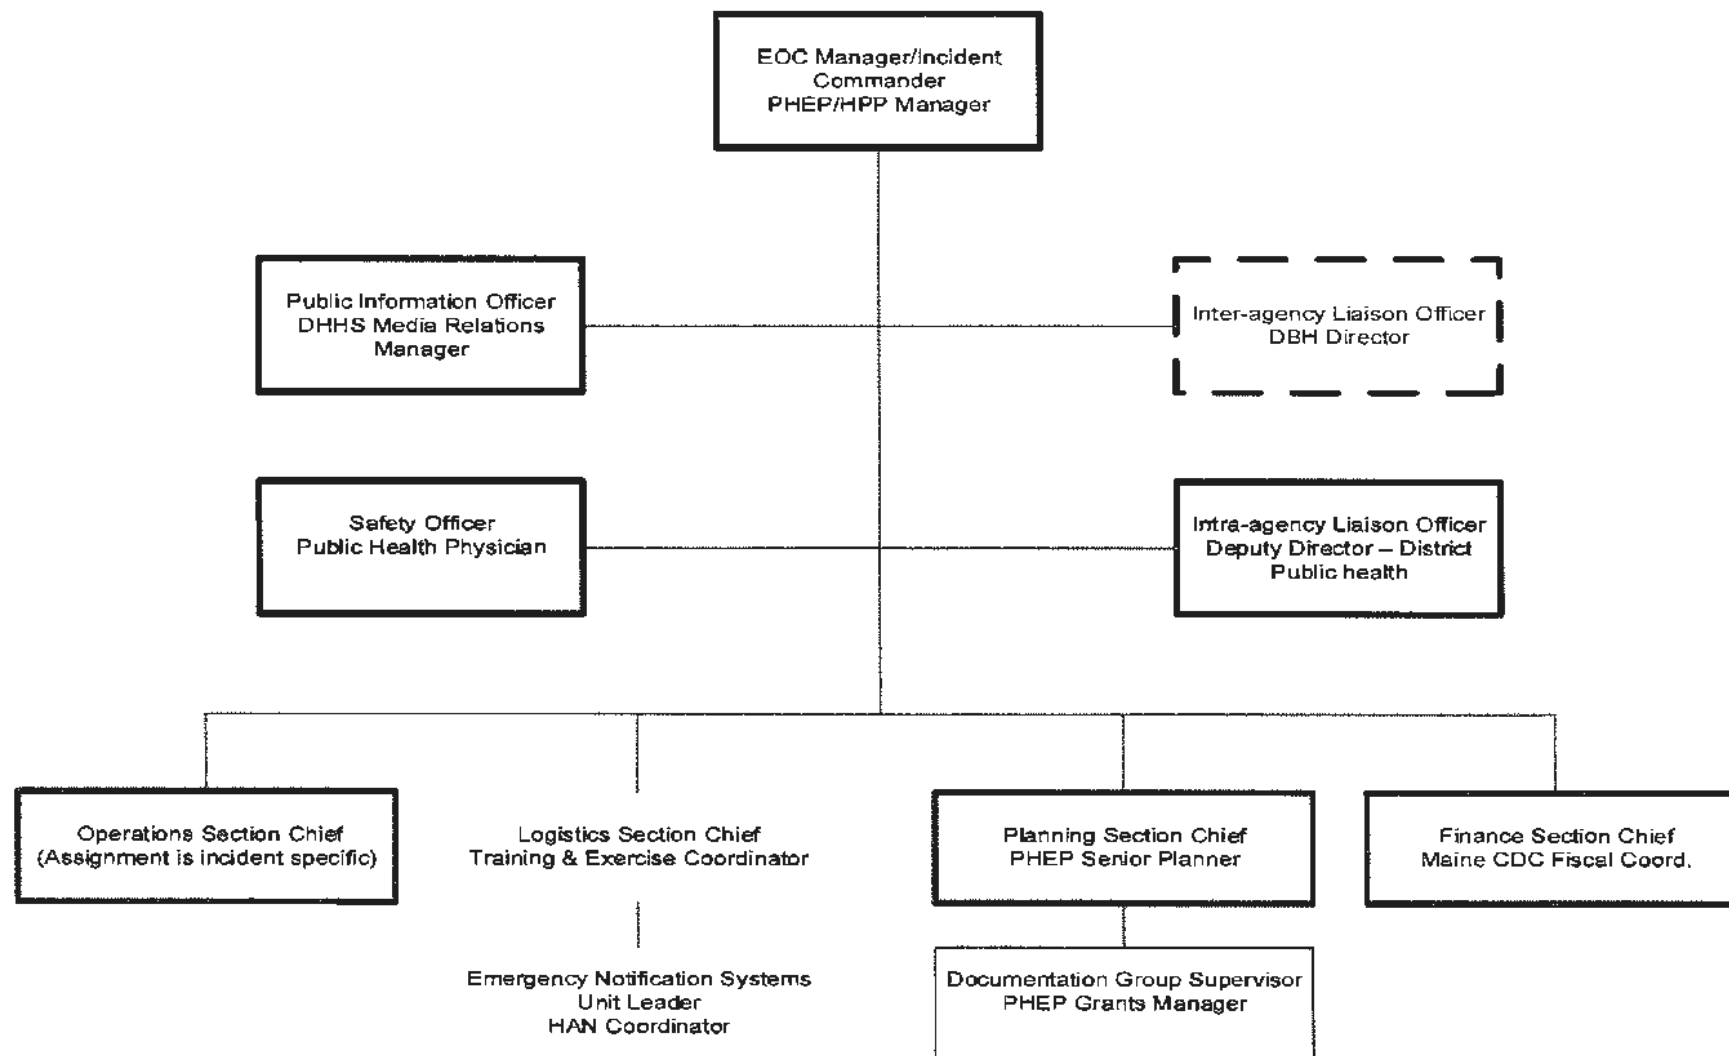 EOC Manager/Incident
Commander
PHEP/HPP Manager
Public Information Officer
DHHS Media Relations
Manager
Inter-agency Liaison Officer
DBH Director
Safety Officer
Public Health Physician
Intra-agency Liaison Officer
Deputy Director – District
Public health
Operations Section Chief
(Assignment is incident specific)
Logistics Section Chief
Training & Exercise Coordinator
Planning Section Chief
PHEP Senior Planner
Finance Section Chief
Maine CDC Fiscal Coord.
Emergency Notification Systems
Unit Leader
HAN Coordinator
Documentation Group Supervisor
PHEP Grants Manager